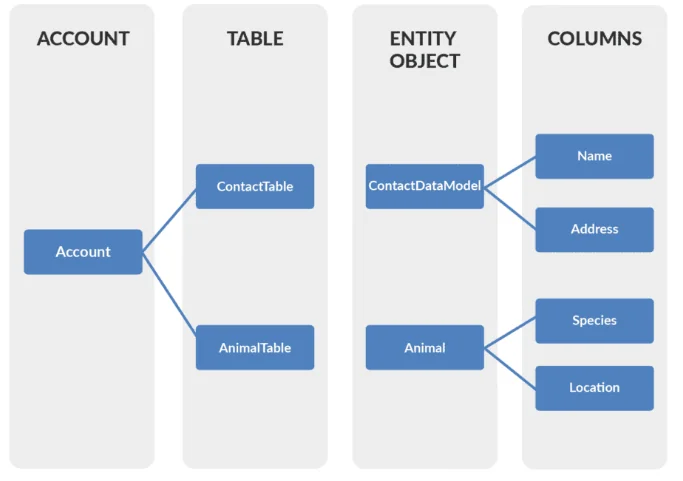 ACCOUNT
TABLE
ENTITY
OBJECT
COLUMNS
Account
ContactTable
AnimalTable
ContactDataModel
Animal
Name
Address
Species
Location